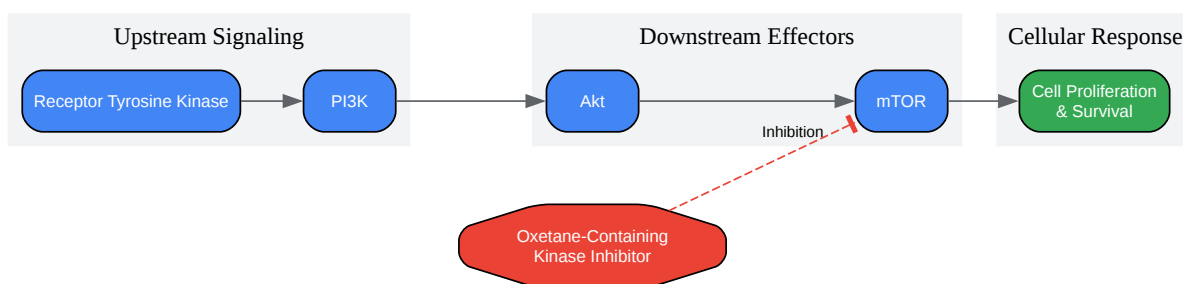 Upstream Signaling
Downstream Effectors
Cellular Response
Receptor Tyrosine Kinase
PI3K
Akt
mTOR
Cell Proliferation
& Survival
Inhibition
Oxetane-Containing
Kinase Inhibitor